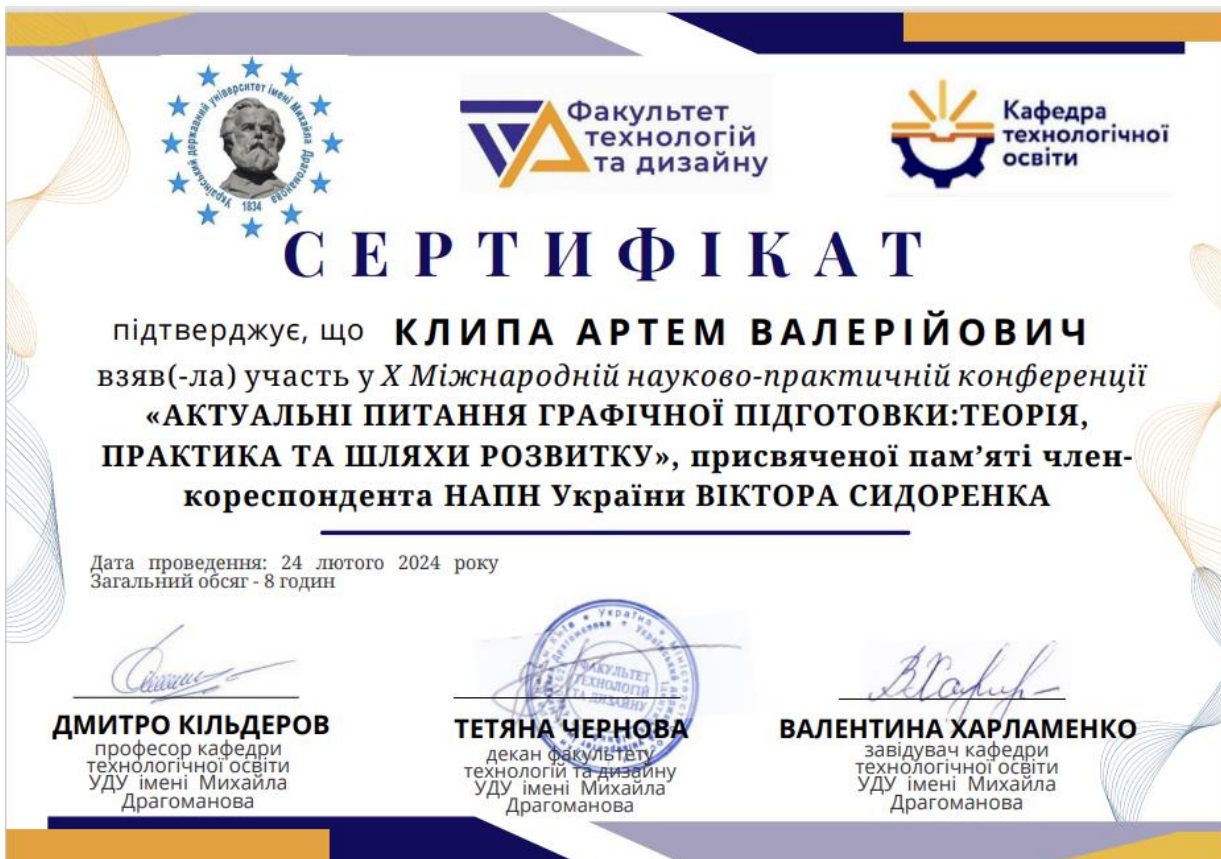 Український державний університет імені Михайла Драгоманова
1834
Факультет
технологій
та дизайну
Кафедра
технологічної
освіти
СЕРТИФІКАТ
підтверджує, що КЛИПА АРТЕМ ВАЛЕРІЙОВИЧ
взяв(-ла) участь у X Міжнародній науково-практичній конференції
«АКТУАЛЬНІ ПИТАННЯ ГРАФІЧНОЇ ПІДГОТОВКИ:ТЕОРІЯ,
ПРАКТИКА ТА ШЛЯХИ РОЗВИТКУ», присвяченої пам’яті член-
кореспондента НАПН України ВІКТОРА СИДОРЕНКА
Дата проведення: 24 лютого 2024 року
Загальний обсяг - 8 годин
ФАКУЛЬТЕТ
ТЕХНОЛОГІЙ
ТА ДИЗАЙНУ
ДМИТРО КІЛЬДЕРОВ
професор кафедри
технологічної освіти
УДУ імені Михайла
Драгоманова
ТЕТЯНА ЧЕРНОВА
декан факультету
технологій та дизайну
УДУ імені Михайла
Драгоманова
ВАЛЕНТИНА ХАРЛАМЕНКО
завідувач кафедри
технологічної освіти
УДУ імені Михайла
Драгоманова